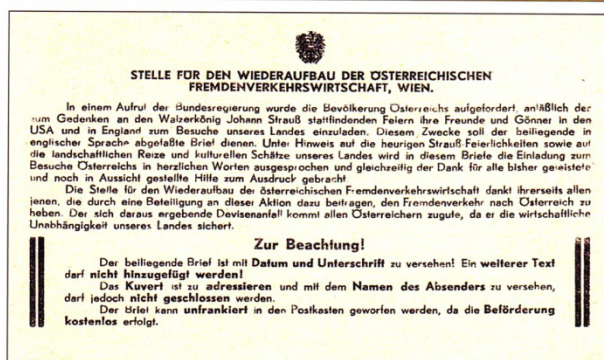 STELLE FÜR DEN WIEDERAUFBAU DER ÖSTERREICHISCHEN
FREMDENVERKEHRSWIRTSCHAFT, WIEN.
In einem Aufruf der Bundesregierung wurde die Bevölkerung Österreichs aufgefordert, anläßlich der
zum Gedenken an den Walzerkönig Johann Strauß stattfindenden Feiern ihre Freunde und Gönner in den
USA und in England zum Besuche unseres Landes einzuladen. Diesem Zwecke soll der beiliegende in
englischer Sprache abgefaßte Brief dienen. Unter Hinweis auf die heurigen Strauß-Feierlichkeiten sowie auf
die landschaftlichen Reize und kulturellen Schätze unseres Landes wird in diesem Briefe die Einladung zum
Besuche Österreichs in herzlichen Worten ausgesprochen und gleichzeitig der Dank für alle bisher geleistete
und noch in Aussicht gestellte Hilfe zum Ausdruck gebracht.
Die Stelle für den Wiederaufbau der österreichischen Fremdenverkehrswirtschaft dankt ihrerseits allen
jenen, die durch eine Beteiligung an dieser Aktion dazu beitragen, den Fremdenverkehr nach Österreich zu
heben. Der sich daraus ergebende Devisenanfall kommt allen Österreichern zugute, da er die wirtschaftliche
Unabhängigkeit unseres Landes sichert.
Zur Beachtung!
Der beiliegende Brief ist mit Datum und Unterschrift zu versehen! Ein weiterer Text
darf nicht hinzugefügt werden!
Das Kuvert ist zu adressieren und mit dem Namen des Absenders zu versehen,
darf jedoch nicht geschlossen werden.
Der Brief kann unfrankiert in den Postkasten geworfen werden, da die Beförderung
kostenlos erfolgt.